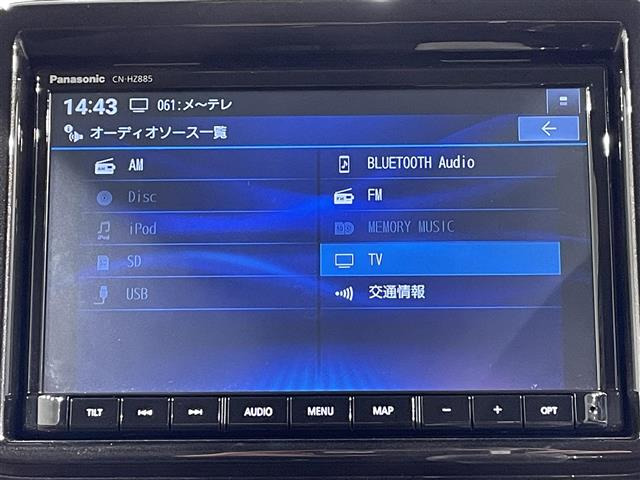 Panasonic CN-HZ885
14:43 061:メ〜テレ
オーディオソース一覧
AM
BLUETOOTH Audio
Disc
FM
iPod
MEMORY MUSIC
SD
TV
USB
交通情報
TILT AUDIO MENU MAP − + OPT